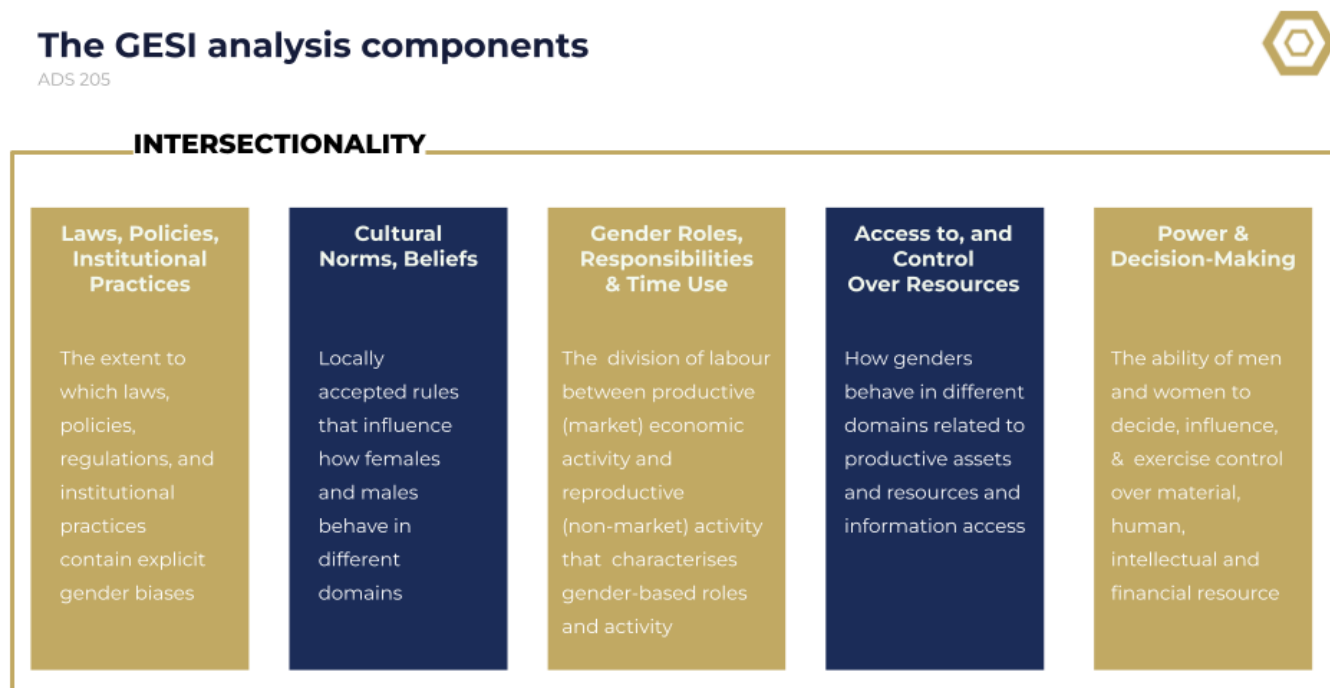 The GESI analysis components
ADS 205
INTERSECTIONALITY
Laws, Policies,
Institutional
Practices
The extent to
which laws,
policies,
regulations, and
institutional
practices
contain explicit
gender biases
Cultural
Norms, Beliefs
Locally
accepted rules
that influence
how females
and males
behave in
different
domains
Gender Roles,
Responsibilities
& Time Use
The division of labour
between productive
(market) economic
activity and
reproductive
(non-market) activity
that characterises
gender-based roles
and activity
Access to, and
Control
Over Resources
How genders
behave in different
domains related to
productive assets
and resources and
information access
Power &
Decision-Making
The ability of men
and women to
decide, influence,
& exercise control
over material,
human,
intellectual and
financial resource